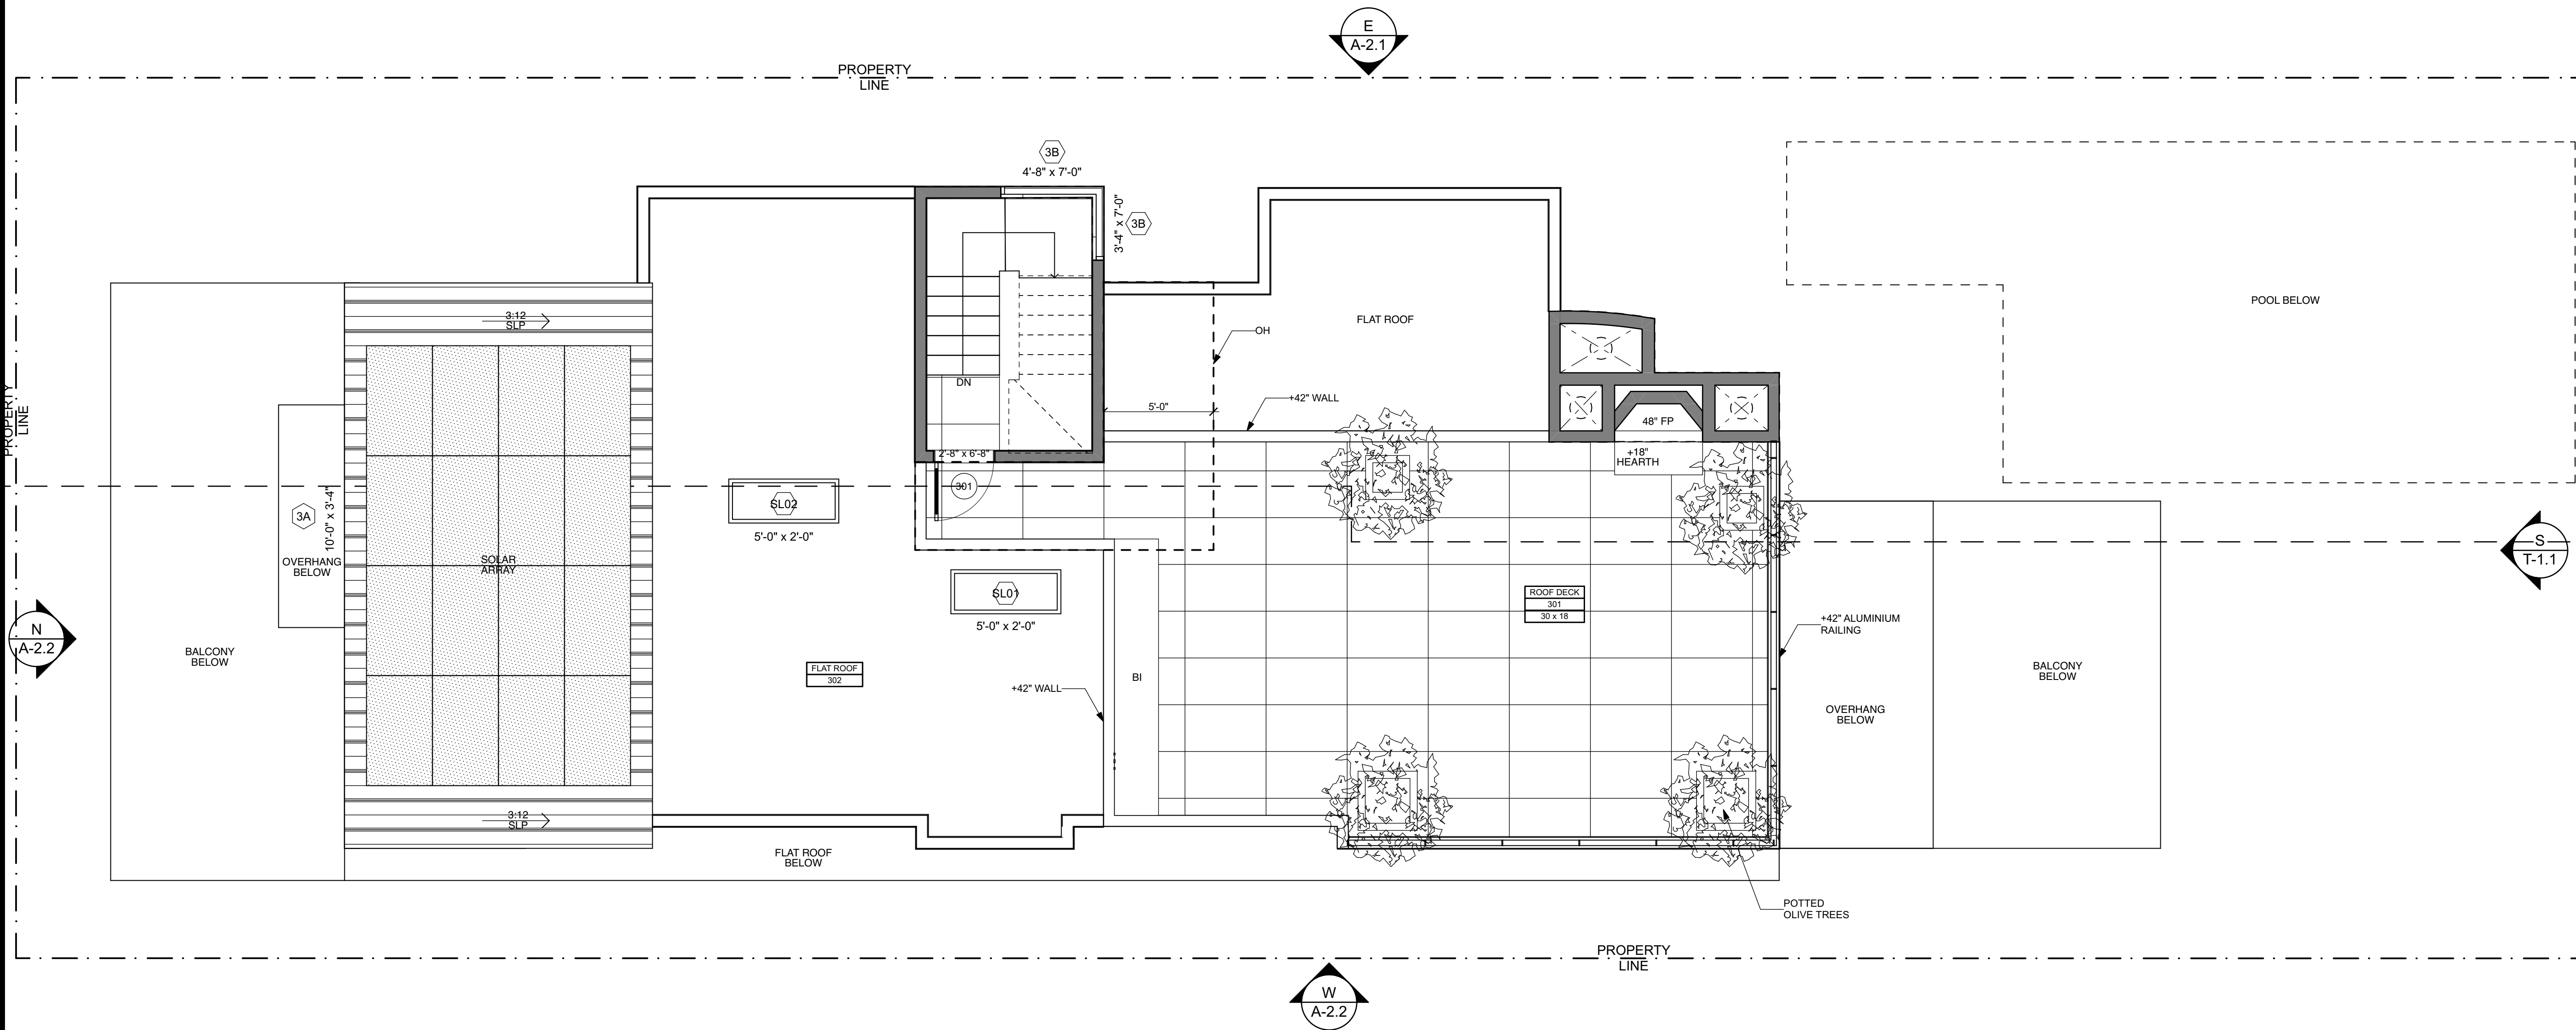 E
A-2.1
PROPERTY
LINE
3B
4'-8" x 7'-0"
3'-4" x 7'-0"
3B
POOL BELOW
3:12
SLP
FLAT ROOF
OH
DN
5'-0"
+42" WALL
48" FP
PROPERTY
LINE
2'-8" x 6'-8"
+18"
HEARTH
301
3A
10'-0" x 3'-4"
SL02
5'-0" x 2'-0"
OVERHANG
BELOW
SOLAR
ARRAY
S
T-1.1
SL01
5'-0" x 2'-0"
ROOF DECK
301
30 x 18
+42" ALUMINIUM
RAILING
N
A-2.2
BALCONY
BELOW
FLAT ROOF
302
+42" WALL
BI
BALCONY
BELOW
OVERHANG
BELOW
3:12
SLP
FLAT ROOF
BELOW
POTTED
OLIVE TREES
PROPERTY
LINE
W
A-2.2